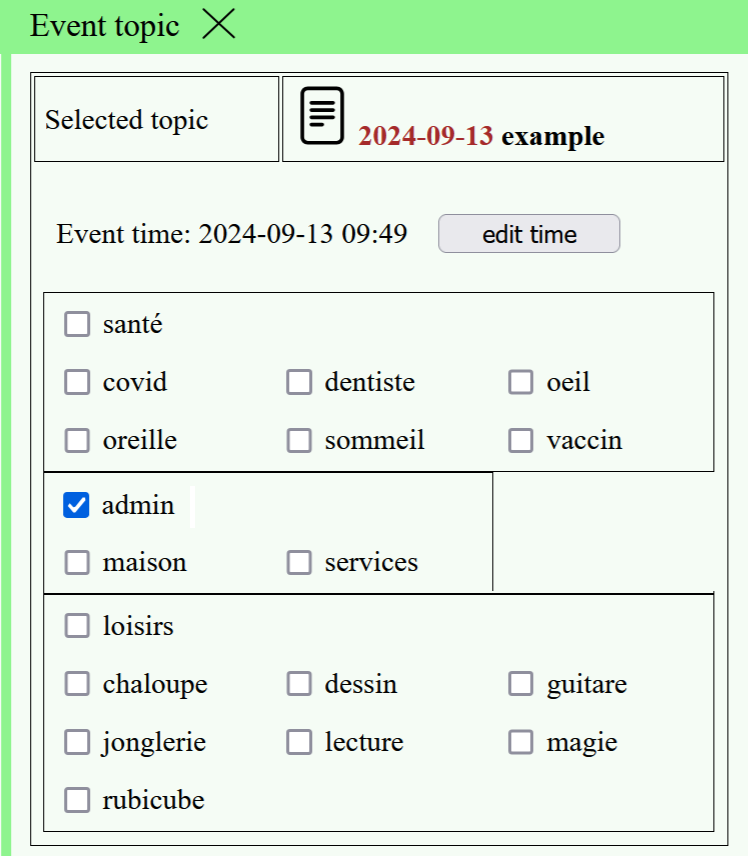 Event topic
Selected topic 2024-09-13 example
Event time: 2024-09-13 09:49 edit time
santé
covid dentiste oeil
oreille sommeil vaccin
admin
maison services
loisirs
chaloupe dessin guitare
jonglerie lecture magie
rubicube